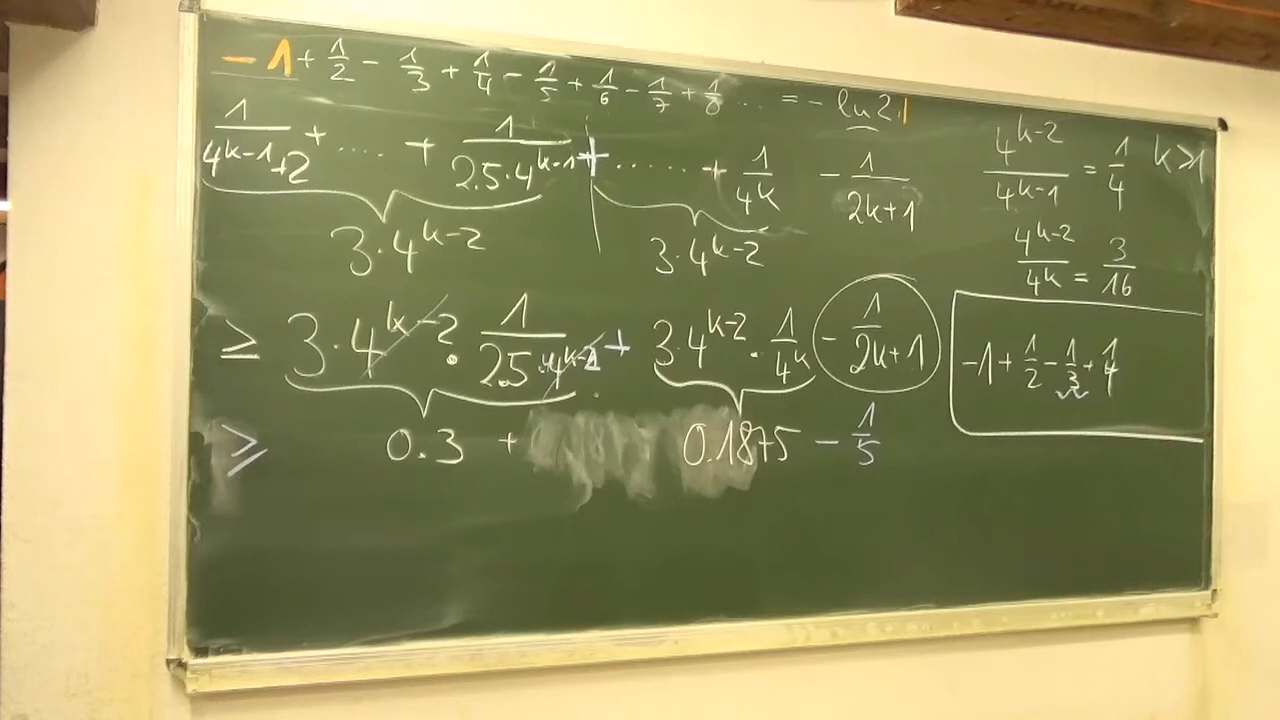 -1 + 1/2 - 1/3 + 1/4 - 1/5 + 1/6 - 1/7 + 1/8 ... = - ln 2.1
1/(4^(k-1)+2) + .... + 1/(2.5·4^(k-1)) + ...... + 1/4^k - 1/(2k+1)
3·4^(k-2) 3·4^(k-2)
≥ 3·4^(k-2) · 1/(2.5·4^(k-2)) + 3·4^(k-2) · 1/4^k - 1/(2k+1)
≥ 0.3 + 0.1875 - 1/5
4^(k-2)/4^(k-1) = 1/4 k>1
4^(k-2)/4^k = 3/16
-1 + 1/2 - 1/3 + 1/4